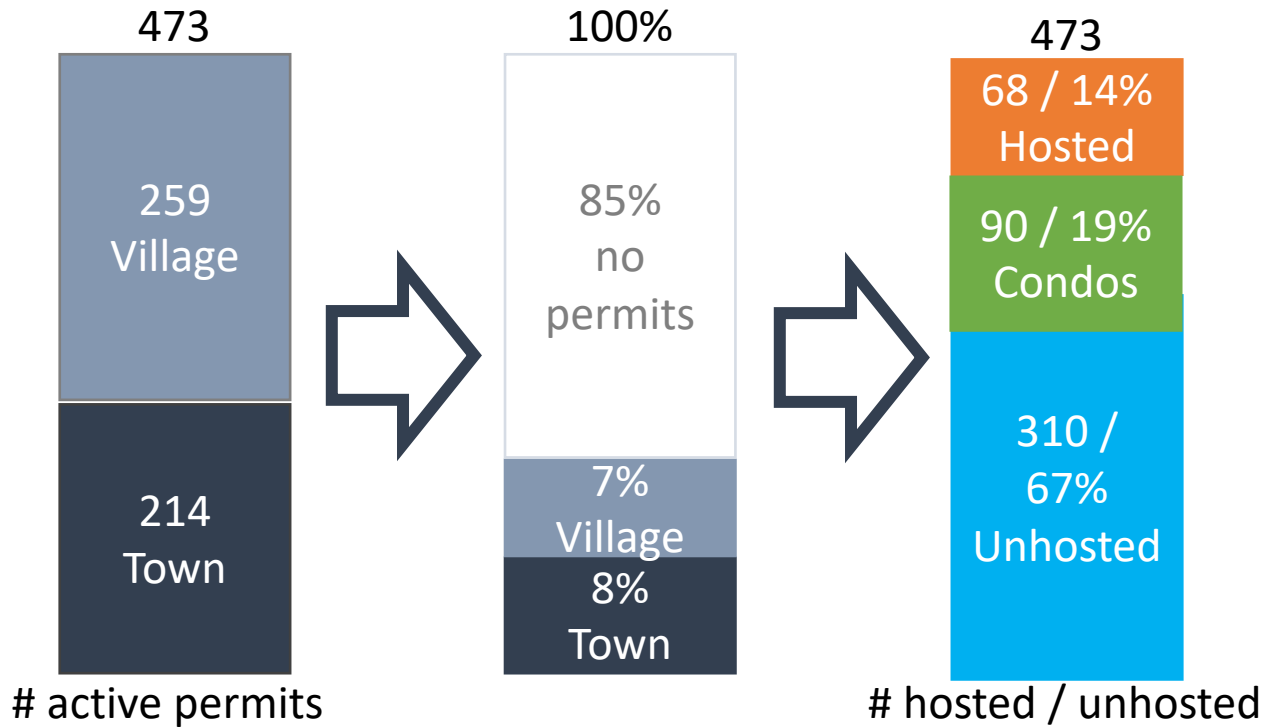 473
259
Village
214
Town
# active permits
100%
85%
no
permits
7%
Village
8%
Town
473
68 / 14%
Hosted
90 / 19%
Condos
310 /
67%
Unhosted
# hosted / unhosted